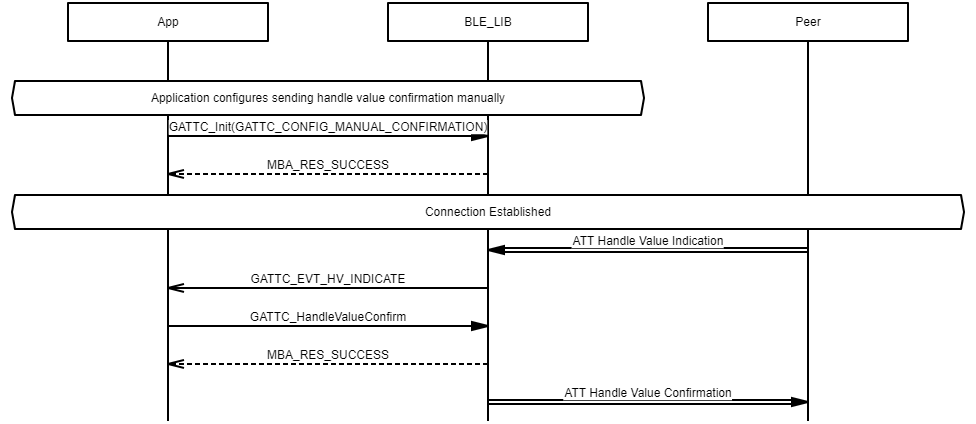 App
BLE_LIB
Peer
Application configures sending handle value confirmation manually
GATTC_Init(GATTC_CONFIG_MANUAL_CONFIRMATION)
MBA_RES_SUCCESS
Connection Established
ATT Handle Value Indication
GATTC_EVT_HV_INDICATE
GATTC_HandleValueConfirm
MBA_RES_SUCCESS
ATT Handle Value Confirmation